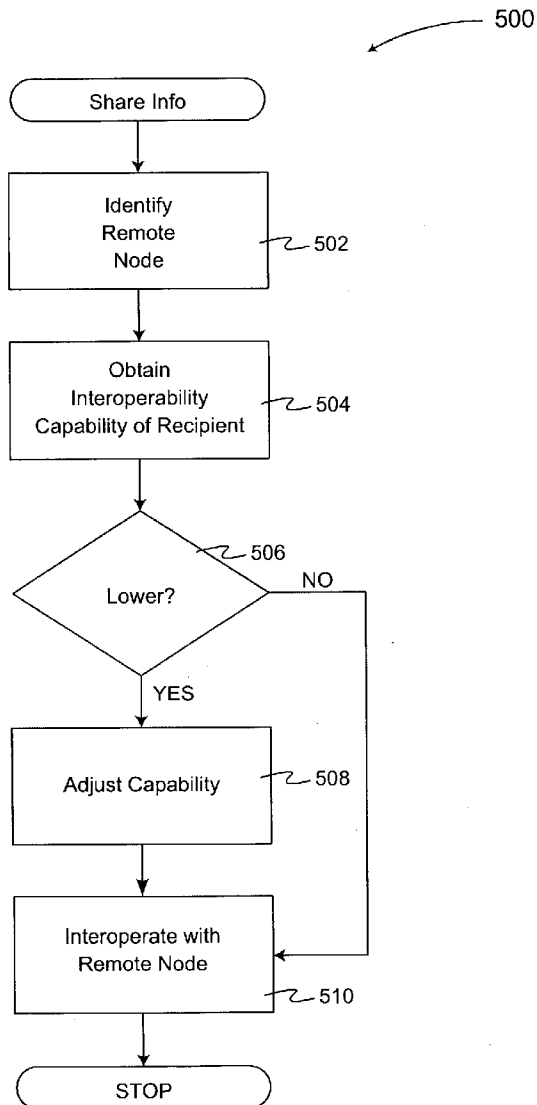 500
Share Info
Identify
Remote
Node
502
Obtain
Interoperability
Capability of Recipient
504
506
Lower?
NO
YES
Adjust Capability
508
Interoperate with
Remote Node
510
STOP